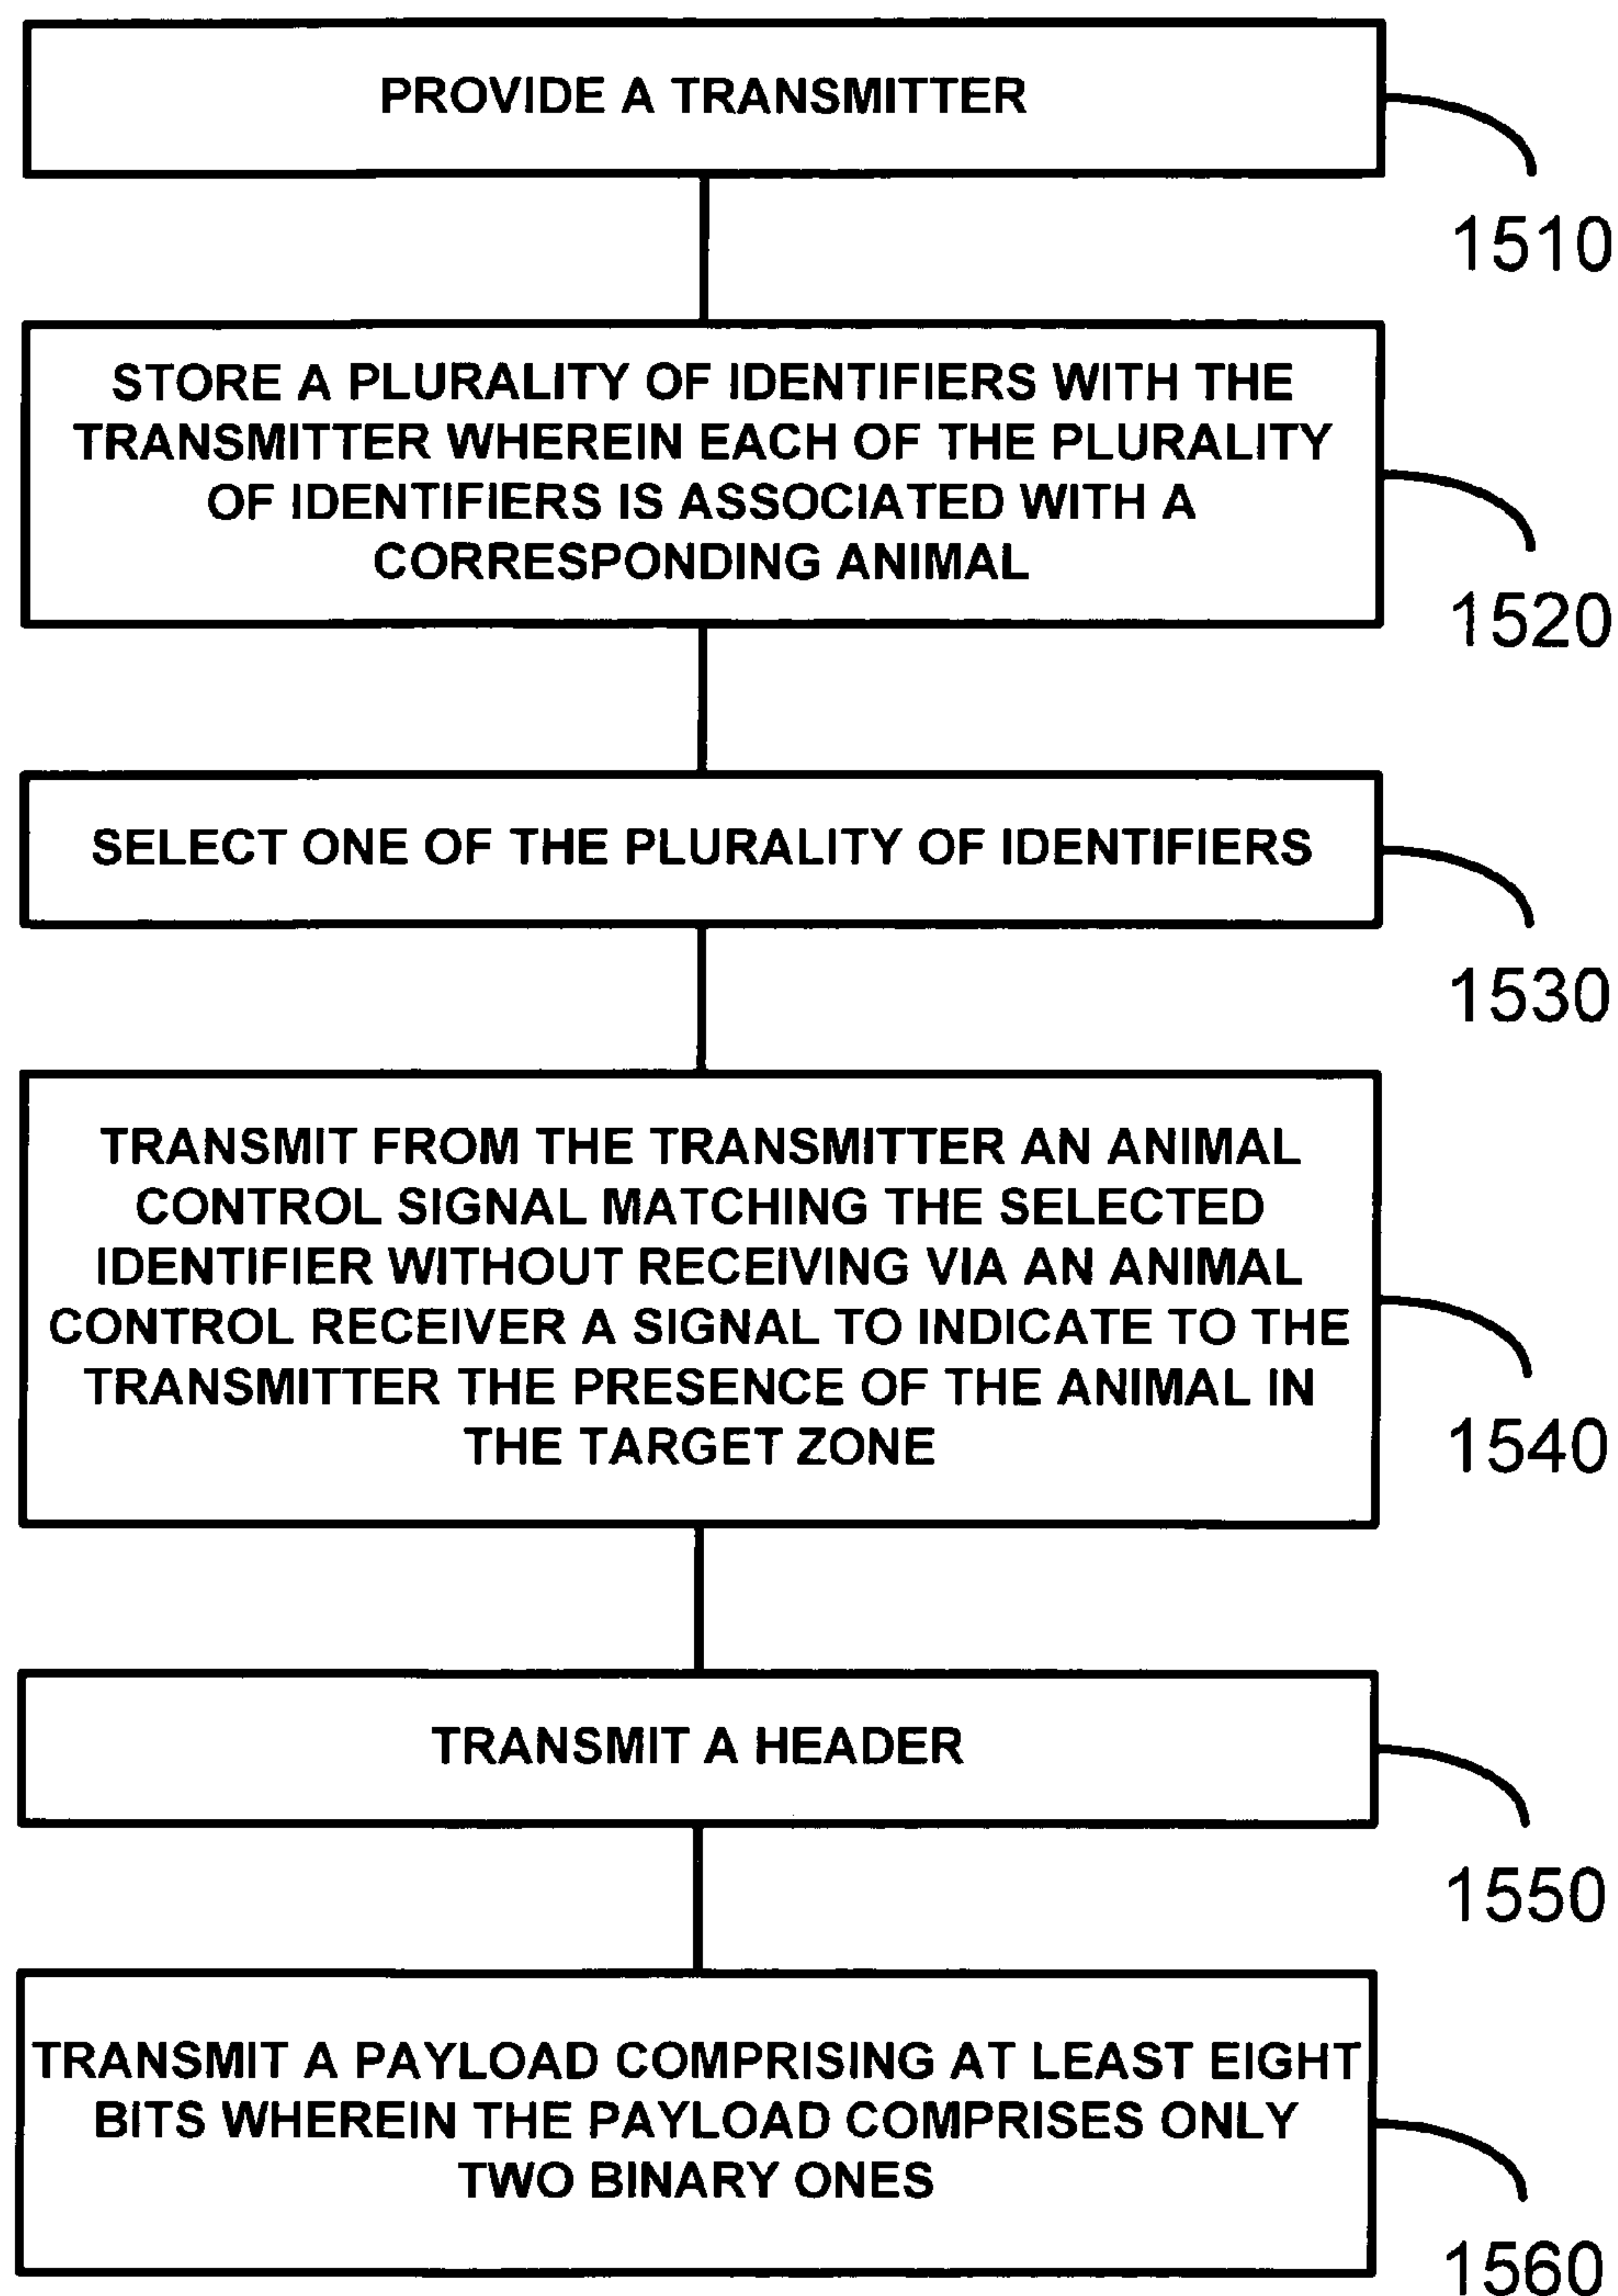 PROVIDE A TRANSMITTER
1510
STORE A PLURALITY OF IDENTIFIERS WITH THE
TRANSMITTER WHEREIN EACH OF THE PLURALITY
OF IDENTIFIERS IS ASSOCIATED WITH A
CORRESPONDING ANIMAL
1520
SELECT ONE OF THE PLURALITY OF IDENTIFIERS
1530
TRANSMIT FROM THE TRANSMITTER AN ANIMAL
CONTROL SIGNAL MATCHING THE SELECTED
IDENTIFIER WITHOUT RECEIVING VIA AN ANIMAL
CONTROL RECEIVER A SIGNAL TO INDICATE TO THE
TRANSMITTER THE PRESENCE OF THE ANIMAL IN
THE TARGET ZONE
1540
TRANSMIT A HEADER
1550
TRANSMIT A PAYLOAD COMPRISING AT LEAST EIGHT
BITS WHEREIN THE PAYLOAD COMPRISES ONLY
TWO BINARY ONES
1560